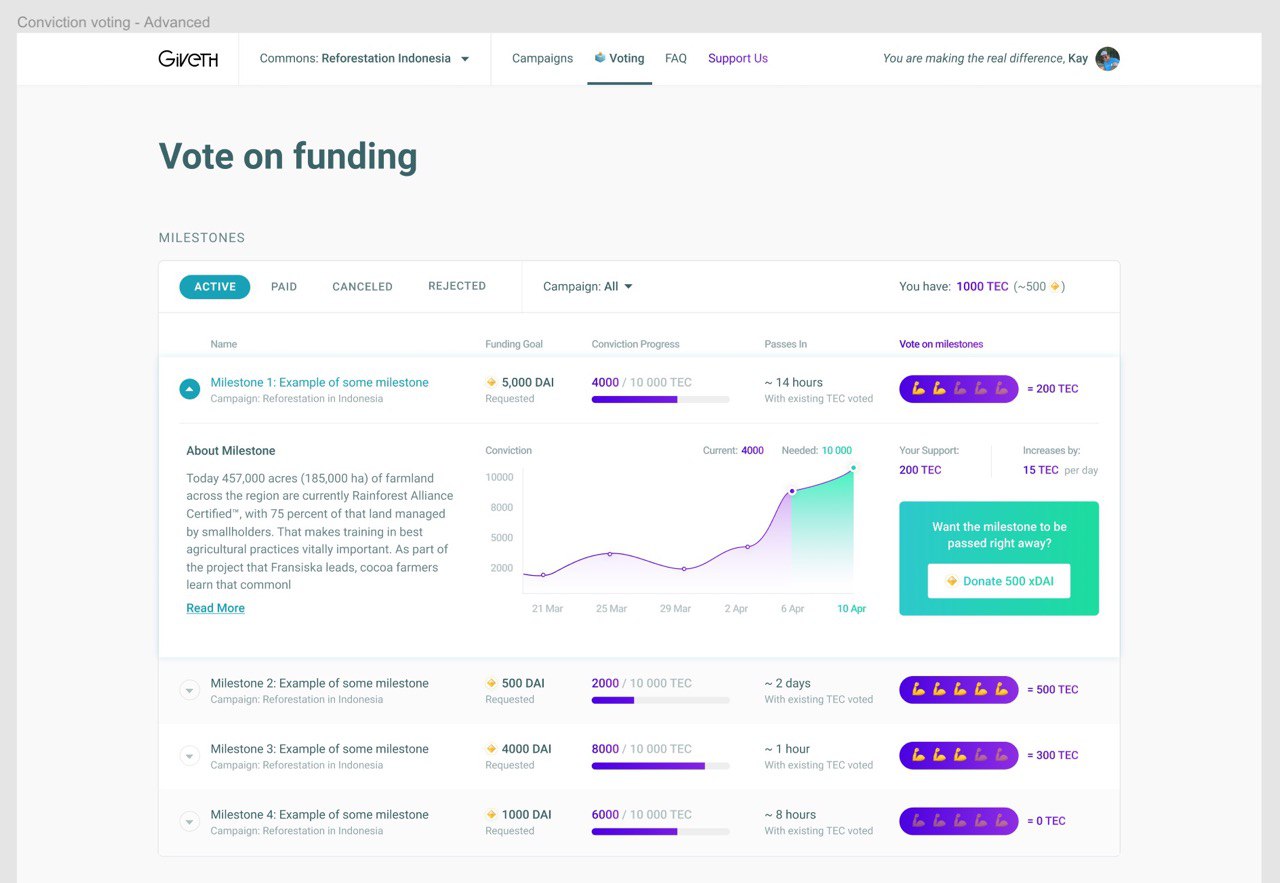 Conviction voting - Advanced
GIVETH
Commons: Reforestation Indonesia
Campaigns
Voting
FAQ
Support Us
You are making the real difference, Kay
Vote on funding
MILESTONES
ACTIVE
PAID
CANCELED
REJECTED
Campaign: All
You have: 1000 TEC (~500 )
Name
Funding Goal
Conviction Progress
Passes In
Vote on milestones
Milestone 1: Example of some milestone
Campaign: Reforestation in Indonesia
5,000 DAI
Requested
4000 / 10 000 TEC
~ 14 hours
With existing TEC voted
= 200 TEC
About Milestone
Today 457,000 acres (185,000 ha) of farmland
across the region are currently Rainforest Alliance
Certified™, with 75 percent of that land managed
by smallholders. That makes training in best
agricultural practices vitally important. As part of
the project that Fransiska leads, cocoa farmers
learn that commonl
Read More
Conviction
Current: 4000
Needed: 10 000
10000
8000
5000
2000
21 Mar
25 Mar
29 Mar
2 Apr
6 Apr
10 Apr
Your Support:
200 TEC
Increases by:
15 TEC per day
Want the milestone to be
passed right away?
Donate 500 xDAI
Milestone 2: Example of some milestone
Campaign: Reforestation in Indonesia
500 DAI
Requested
2000 / 10 000 TEC
~ 2 days
With existing TEC voted
= 500 TEC
Milestone 3: Example of some milestone
Campaign: Reforestation in Indonesia
4000 DAI
Requested
8000 / 10 000 TEC
~ 1 hour
With existing TEC voted
= 300 TEC
Milestone 4: Example of some milestone
Campaign: Reforestation in Indonesia
1000 DAI
Requested
6000 / 10 000 TEC
~ 8 hours
With existing TEC voted
= 0 TEC